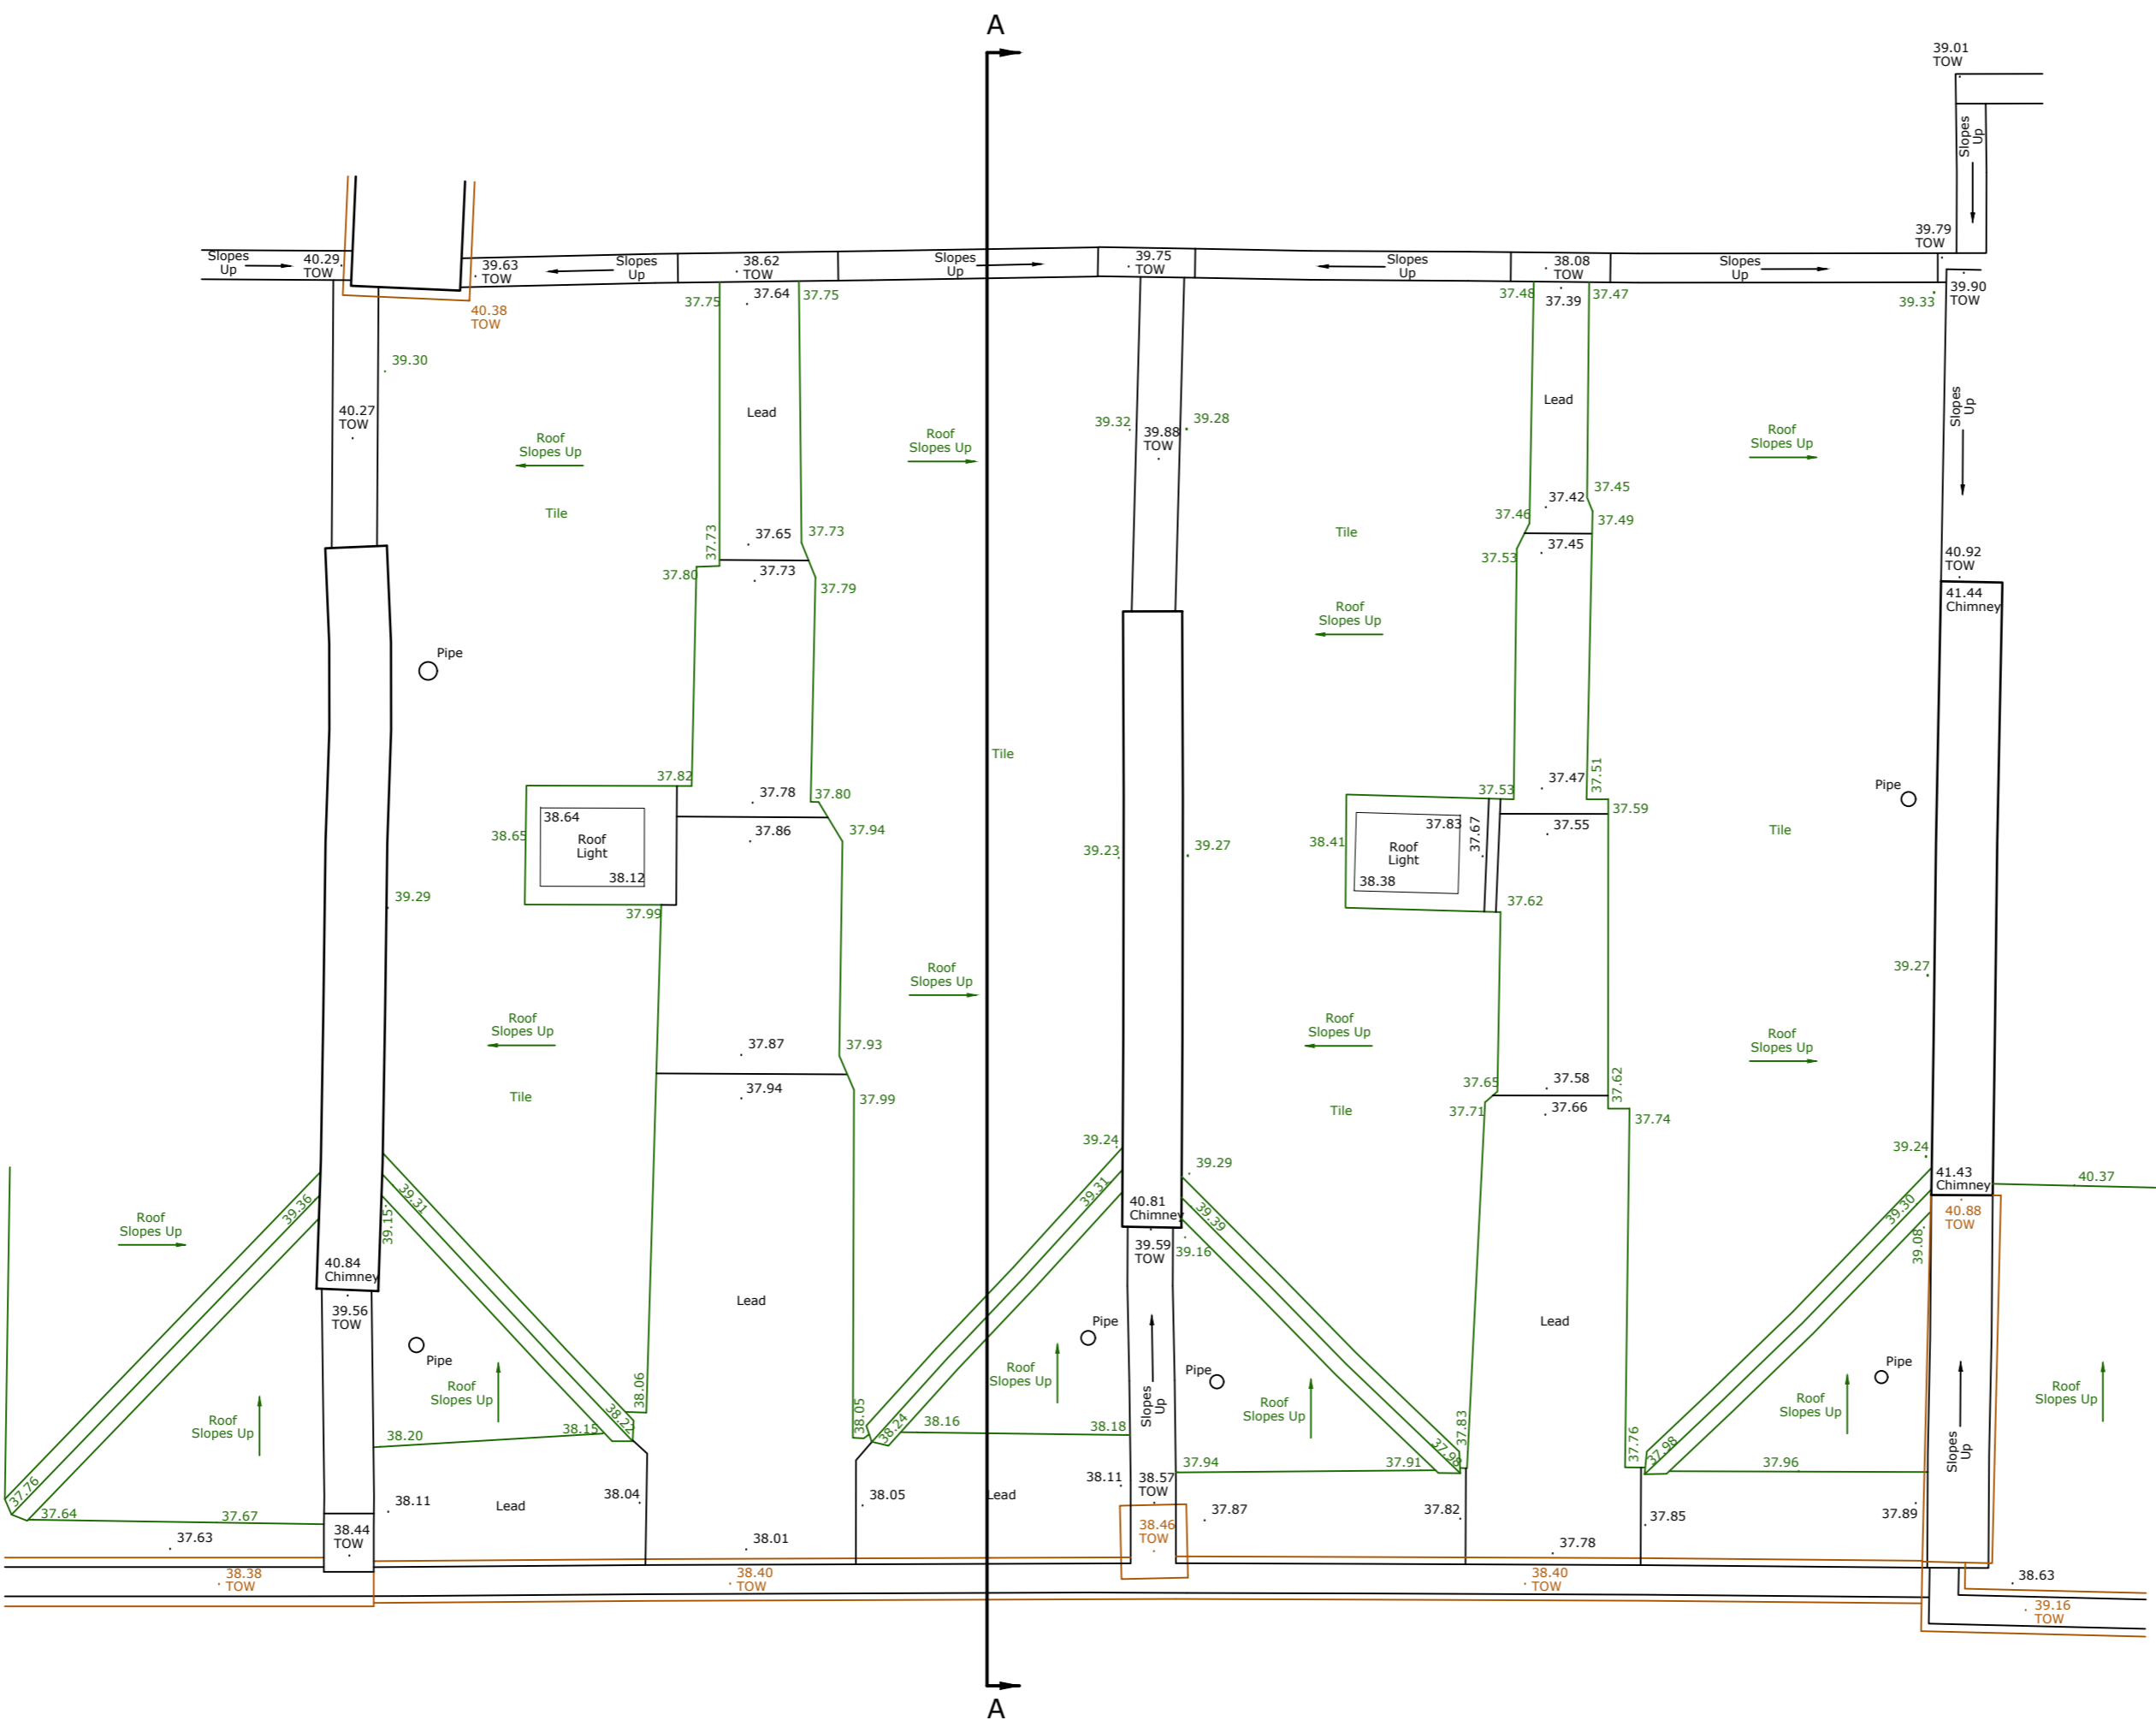 A
39.01
TOW
Slopes
Up
39.79
TOW
Slopes
Up
40.29
TOW
39.63
TOW
Slopes
Up
38.62
TOW
Slopes
Up
39.75
TOW
Slopes
Up
38.08
TOW
Slopes
Up
39.90
TOW
40.38
TOW
37.75
37.64
37.75
37.48
37.39
37.47
39.33
39.30
40.27
TOW
Lead
39.32
39.88
TOW
39.28
Lead
Slopes
Up
Roof
Slopes Up
Roof
Slopes Up
Roof
Slopes Up
Tile
37.73
37.65
37.73
37.80
37.73
37.79
Tile
37.46
37.42
37.45
37.49
37.53
37.45
40.92
TOW
41.44
Chimney
Roof
Slopes Up
Pipe
Tile
37.82
37.78
37.80
37.86
37.94
38.65
38.64
Roof
Light
38.12
37.99
39.29
39.23
39.27
37.53
37.47
37.51
37.59
37.55
38.41
37.83
Roof
Light
38.38
37.67
37.62
Pipe
Tile
39.27
Roof
Slopes Up
Roof
Slopes Up
Roof
Slopes Up
Roof
Slopes Up
37.87
37.93
37.94
37.99
Tile
Tile
37.65
37.58
37.62
37.71
37.66
37.74
39.24
39.29
39.24
41.43
Chimney
40.37
40.88
TOW
39.36
39.31
39.15
Roof
Slopes Up
39.31
40.81
Chimney
39.39
39.59
TOW
39.16
39.30
39.08
40.84
Chimney
39.56
TOW
Lead
Lead
Pipe
Pipe
Pipe
Pipe
Roof
Slopes Up
Roof
Slopes Up
Roof
Slopes Up
Slopes
Up
Roof
Slopes Up
Roof
Slopes Up
Slopes
Up
Roof
Slopes Up
38.06
38.21
38.05
38.24
38.20
38.15
38.16
38.18
37.83
37.98
37.76
37.98
37.94
37.91
37.96
37.76
37.64
37.67
37.63
38.44
TOW
38.11
Lead
38.04
38.01
38.05
Lead
38.11
38.57
TOW
38.46
TOW
37.87
37.82
37.78
37.85
37.89
38.38
TOW
38.40
TOW
38.40
TOW
38.63
39.16
TOW
A